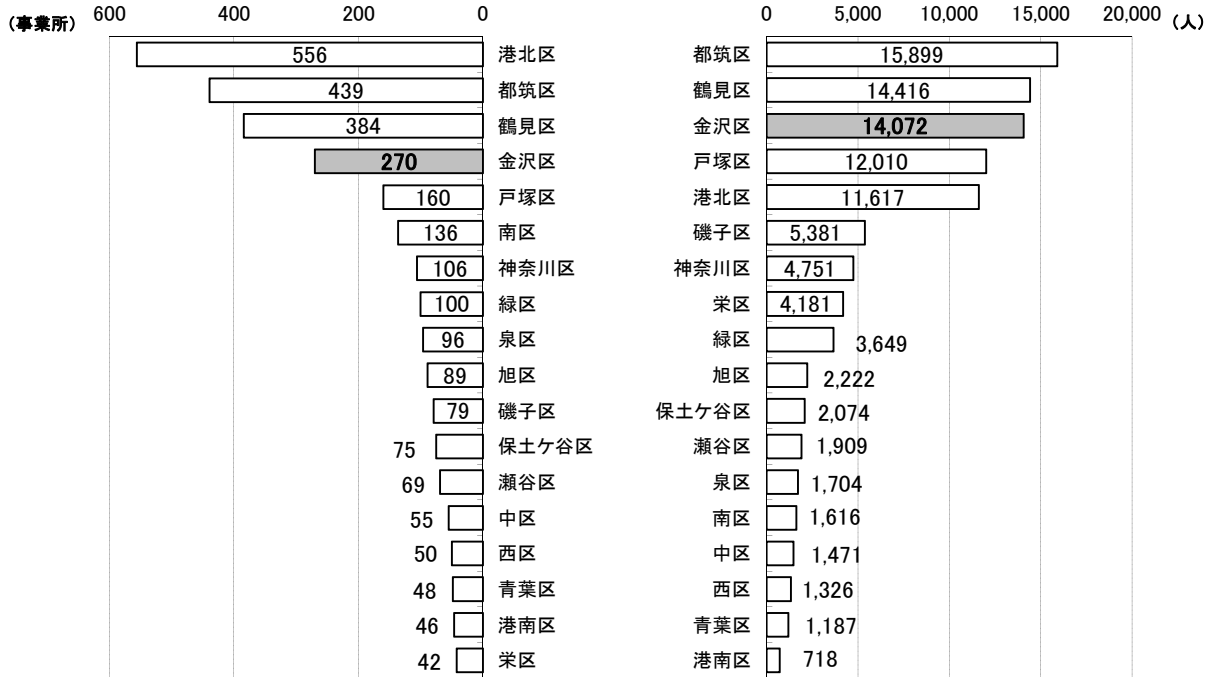 (事業所) 600 400 200 0 0 5,000 10,000 15,000 20,000 (人)
556 港北区 都筑区 15,899
439 都筑区 鶴見区 14,416
384 鶴見区 金沢区 14,072
270 金沢区 戸塚区 12,010
160 戸塚区 港北区 11,617
136 南区 磯子区 5,381
106 神奈川区 神奈川区 4,751
100 緑区 栄区 4,181
96 泉区 緑区 3,649
89 旭区 旭区 2,222
79 磯子区 保土ケ谷区 2,074
75 保土ケ谷区 瀬谷区 1,909
69 瀬谷区 泉区 1,704
55 中区 南区 1,616
50 西区 中区 1,471
48 青葉区 西区 1,326
46 港南区 青葉区 1,187
42 栄区 港南区 718